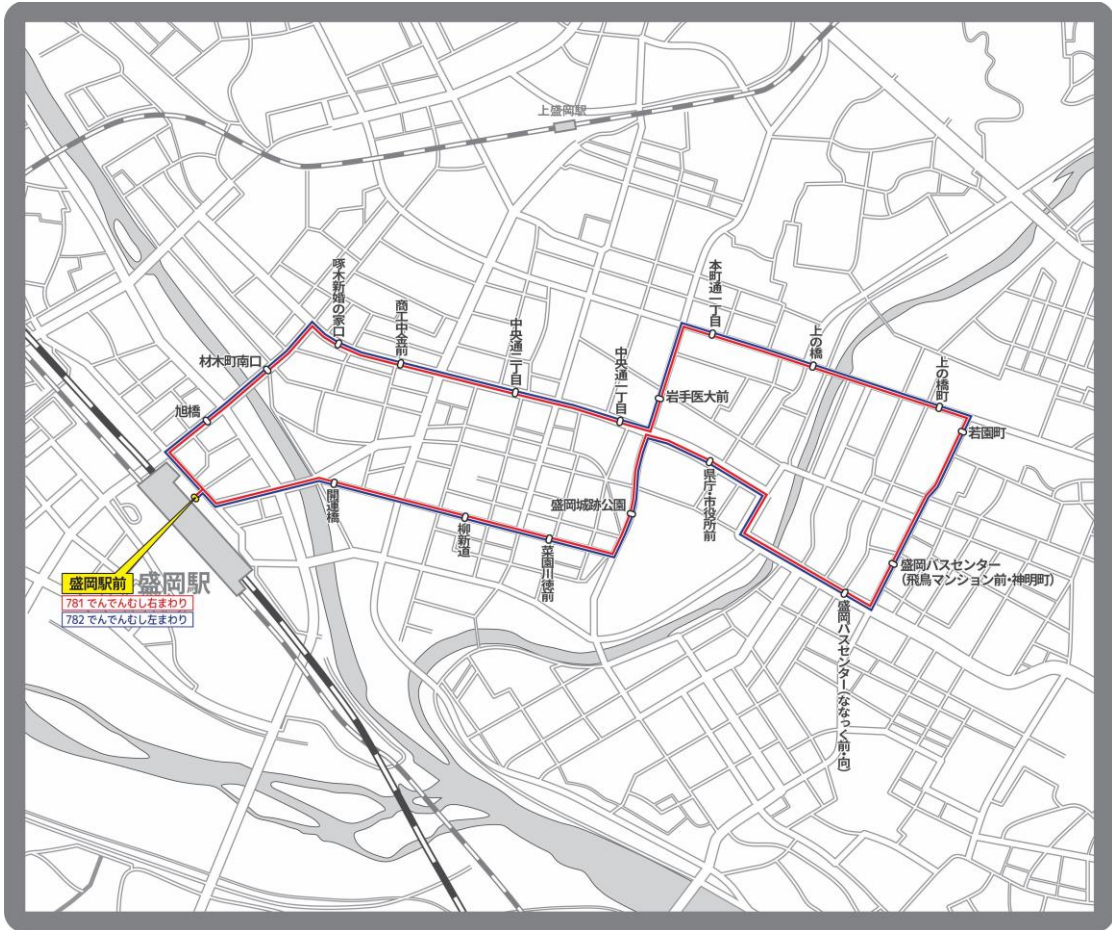 上盛岡駅
啄木新婚の家口
商工中金前
中央通二丁目
中央通一丁目
本町通一丁目
上の橋
上の橋町
材木町南口
岩手医大前
旭橋
若園町
開運橋
柳新道
菜園川徳前
盛岡城跡公園
県庁・市役所前
盛岡バスセンター
(飛鳥マンション前・神明町)
盛岡バスセンター(ななっく前・向)
盛岡駅前
盛岡駅
781 でんでんむし右まわり
782 でんでんむし左まわり